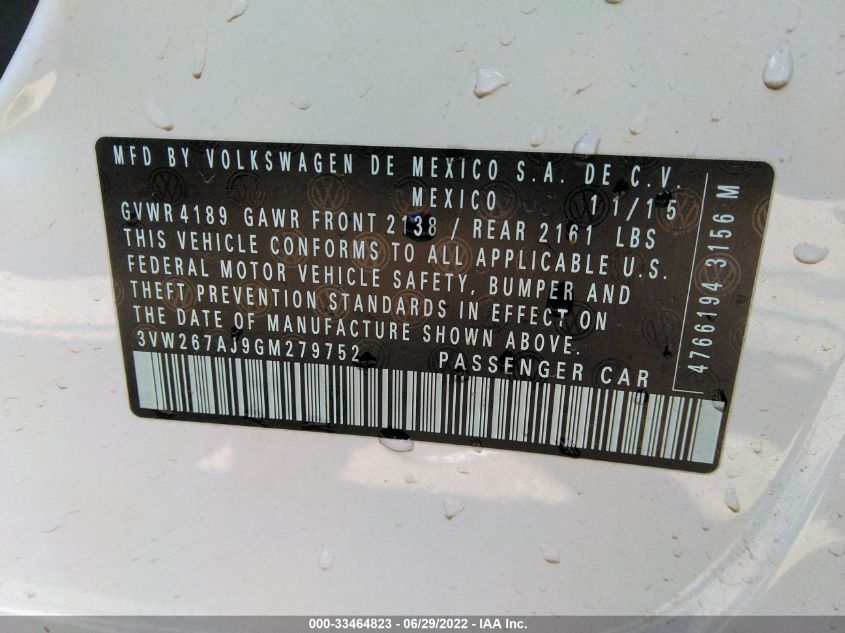 MFD BY VOLKSWAGEN DE MEXICO S.A. DE C.V.
MEXICO 11/15
GVWR 4189 GAWR FRONT 2138 / REAR 2161 LBS
THIS VEHICLE CONFORMS TO ALL APPLICABLE U.S.
FEDERAL MOTOR VEHICLE SAFETY, BUMPER AND
THEFT PREVENTION STANDARDS IN EFFECT ON
THE DATE OF MANUFACTURE SHOWN ABOVE.
3VW267AJ9GM279752 PASSENGER CAR
4766194 3156 M
000-33464823 - 06/29/2022 - IAA Inc.